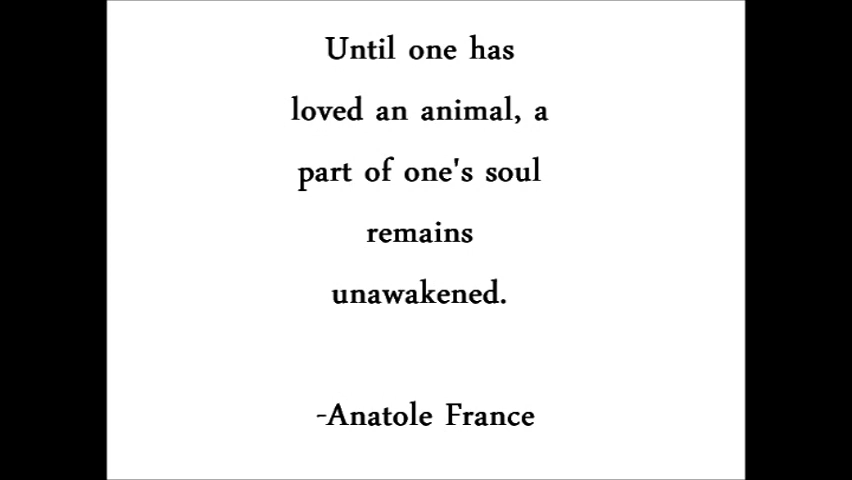 Until one has
loved an animal, a
part of one's soul
remains
unawakened.
-Anatole France